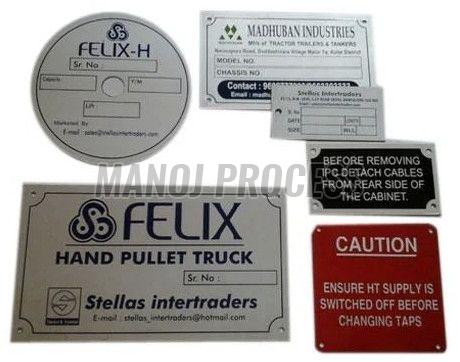 FELIX-H
Sr. No :
Capacity
Y/M
Lift
Marketed By
E-mail : sales@stellasintertraders.com
MADHUBAN INDUSTRIES
Mfrs of TRACTOR TRAILERS & TANKERS
MODEL NO.
CHASSIS NO.
Contact :
Email :
Stellas Intertraders
S. NO.
DATE
SIZE
W.L.L
BEFORE REMOVING
TPC DETACH CABLES
FROM REAR SIDE OF
THE CABINET.
MANOJ PROCESS
FELIX
HAND PULLET TRUCK
Sr. No :
Stellas intertraders
E-mail : stellas_intertraders@hotmail.com
CAUTION
ENSURE HT SUPPLY IS
SWITCHED OFF BEFORE
CHANGING TAPS